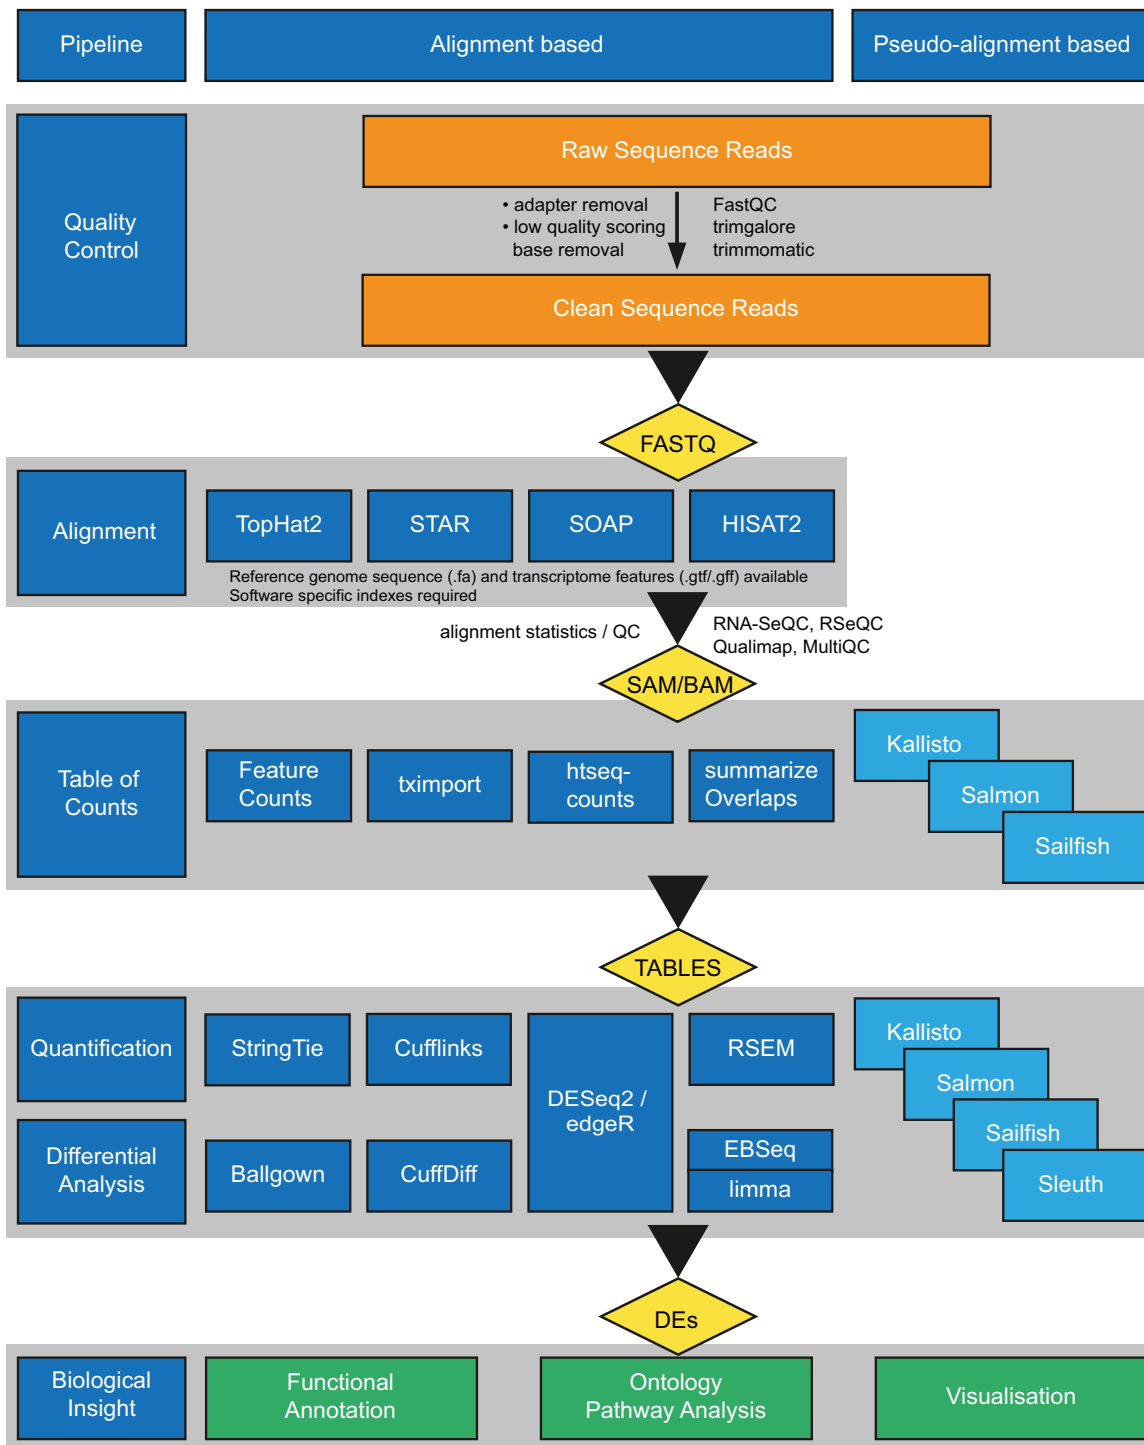 Pipeline
Alignment based
Pseudo-alignment based
Quality
Control
Raw Sequence Reads
• adapter removal
• low quality scoring
base removal
FastQC
trimgalore
trimmomatic
Clean Sequence Reads
FASTQ
Alignment
TopHat2
STAR
SOAP
HISAT2
Reference genome sequence (.fa) and transcriptome features (.gtf/.gff) available
Software specific indexes required
alignment statistics / QC
RNA-SeQC, RSeQC
Qualimap, MultiQC
SAM/BAM
Table of
Counts
Feature
Counts
tximport
htseq-
counts
summarize
Overlaps
Kallisto
Salmon
Sailfish
TABLES
Quantification
StringTie
Cufflinks
DESeq2 /
edgeR
RSEM
Kallisto
Salmon
Sailfish
Sleuth
Differential
Analysis
Ballgown
CuffDiff
EBSeq
limma
DEs
Biological
Insight
Functional
Annotation
Ontology
Pathway Analysis
Visualisation